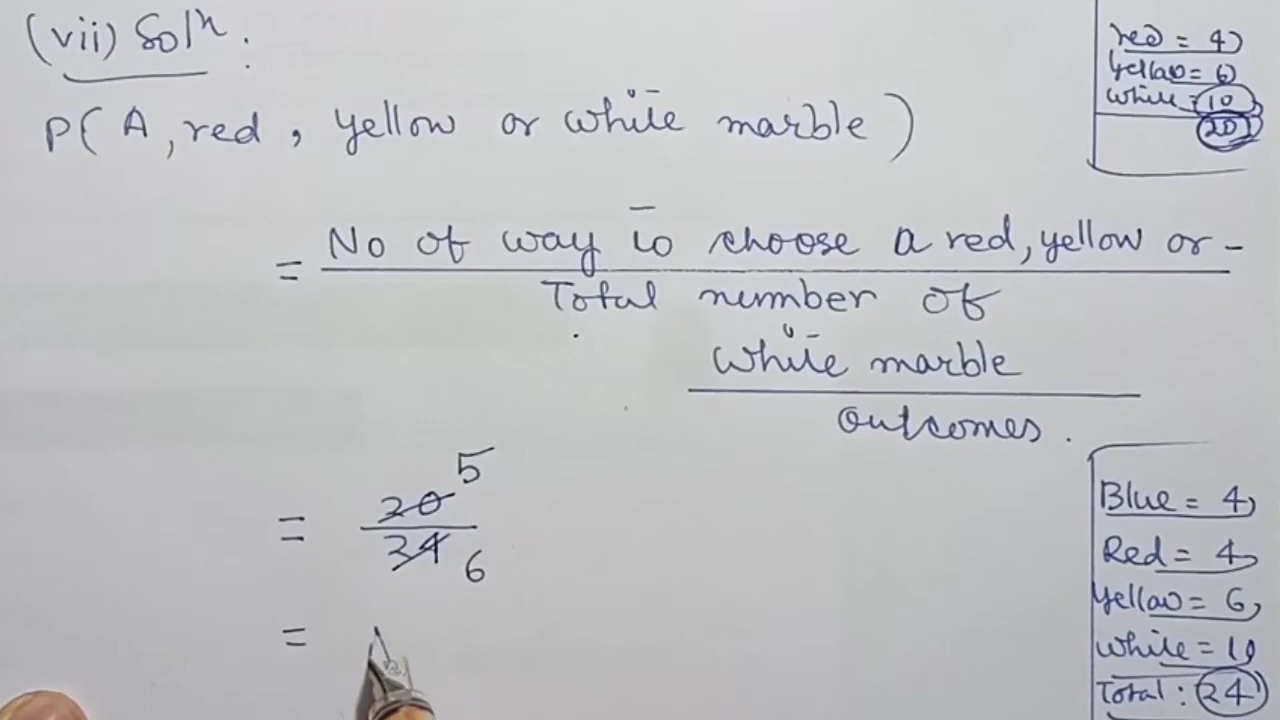 (vii) Solⁿ.
red = 4
Yellow = 6
white = 10
20
P(A, red, yellow or white marble)
= No of way to choose a red, yellow or -
Total number of
white marble
outcomes.
= 20 5
24 6
=
Blue = 4
Red = 4
Yellow = 6
white = 10
Total : 24